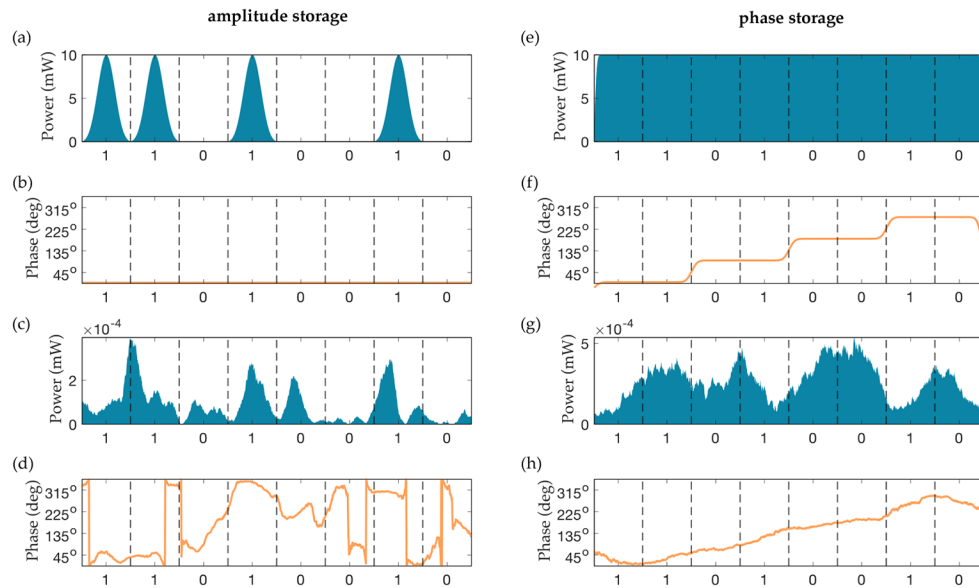 amplitude storage
phase storage
(a)
10
5
0
Power (mW)
1 1 0 1 0 0 1 0
(e)
10
5
0
Power (mW)
1 1 0 1 0 0 1 0
(b)
315°
225°
135°
45°
Phase (deg)
1 1 0 1 0 0 1 0
(f)
315°
225°
135°
45°
Phase (deg)
1 1 0 1 0 0 1 0
(c)
×10⁻⁴
2
0
Power (mW)
1 1 0 1 0 0 1 0
(g)
×10⁻⁴
5
0
Power (mW)
1 1 0 1 0 0 1 0
(d)
315°
225°
135°
45°
Phase (deg)
1 1 0 1 0 0 1 0
(h)
315°
225°
135°
45°
Phase (deg)
1 1 0 1 0 0 1 0